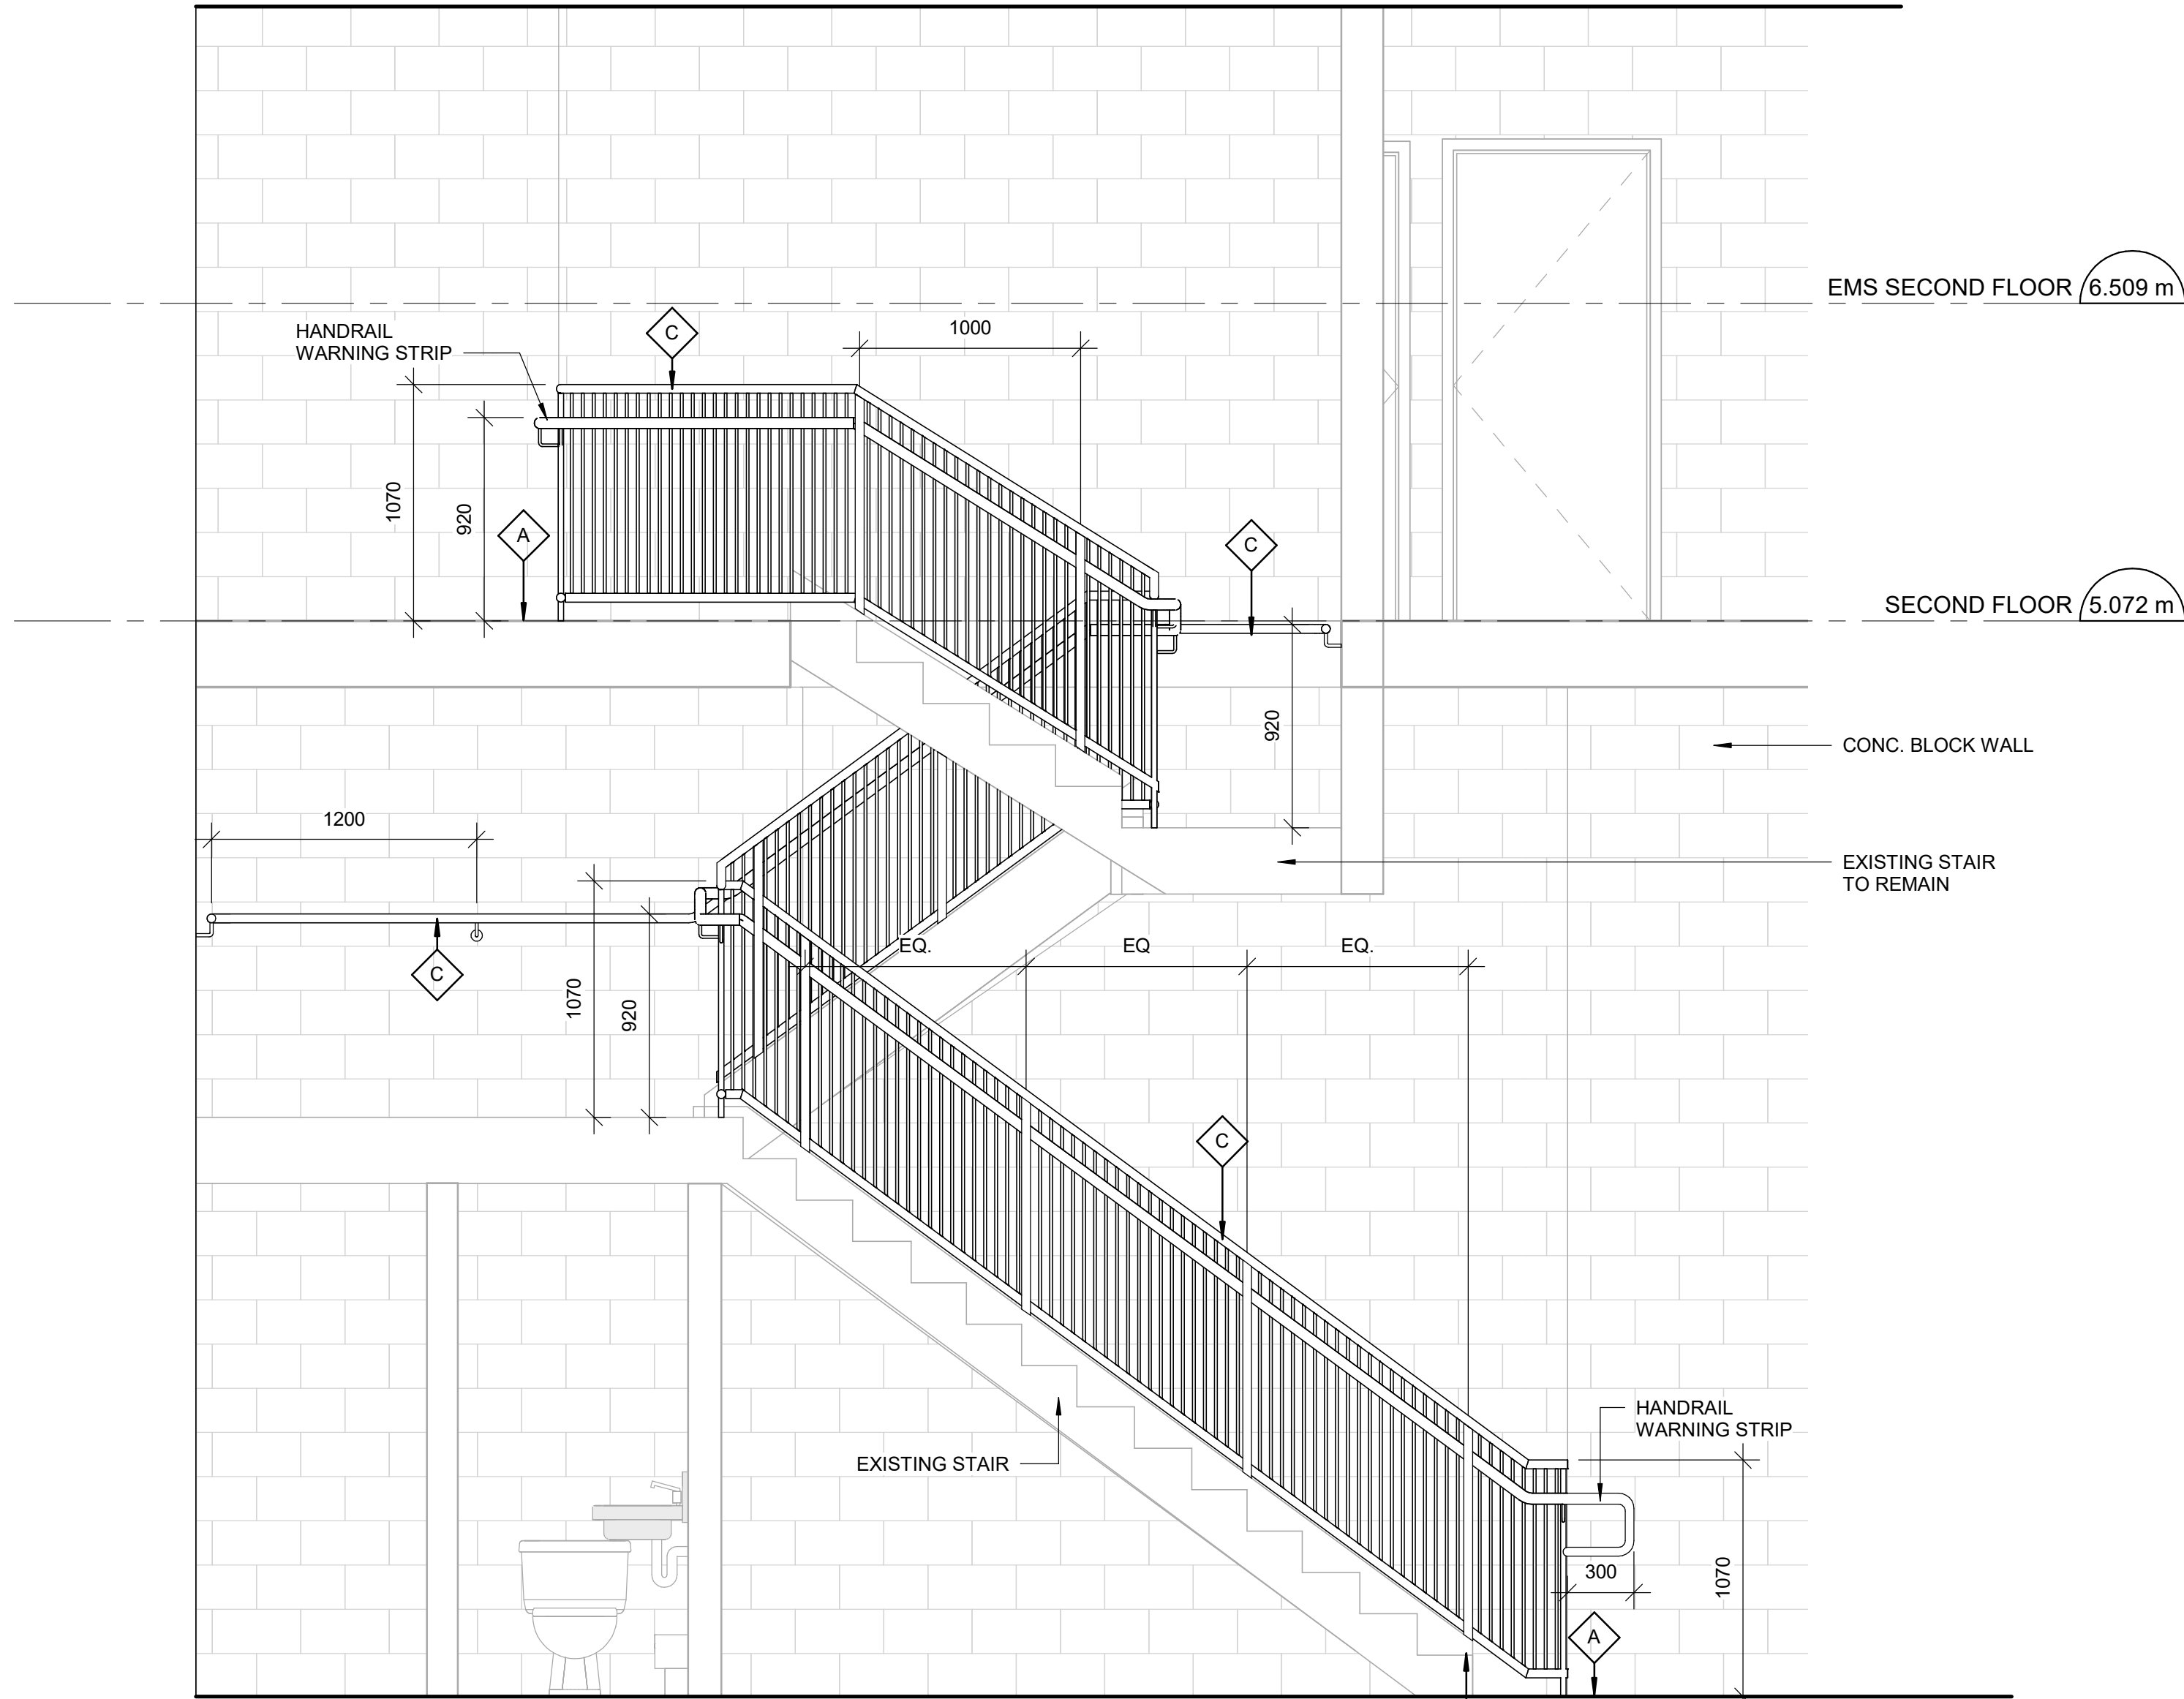 EMS SECOND FLOOR 6.509 m
HANDRAIL
WARNING STRIP
C
1000
1070
920
A
C
SECOND FLOOR 5.072 m
920
CONC. BLOCK WALL
1200
EXISTING STAIR
TO REMAIN
C
EQ.
EQ
EQ.
1070
920
C
HANDRAIL
WARNING STRIP
EXISTING STAIR
300
1070
A